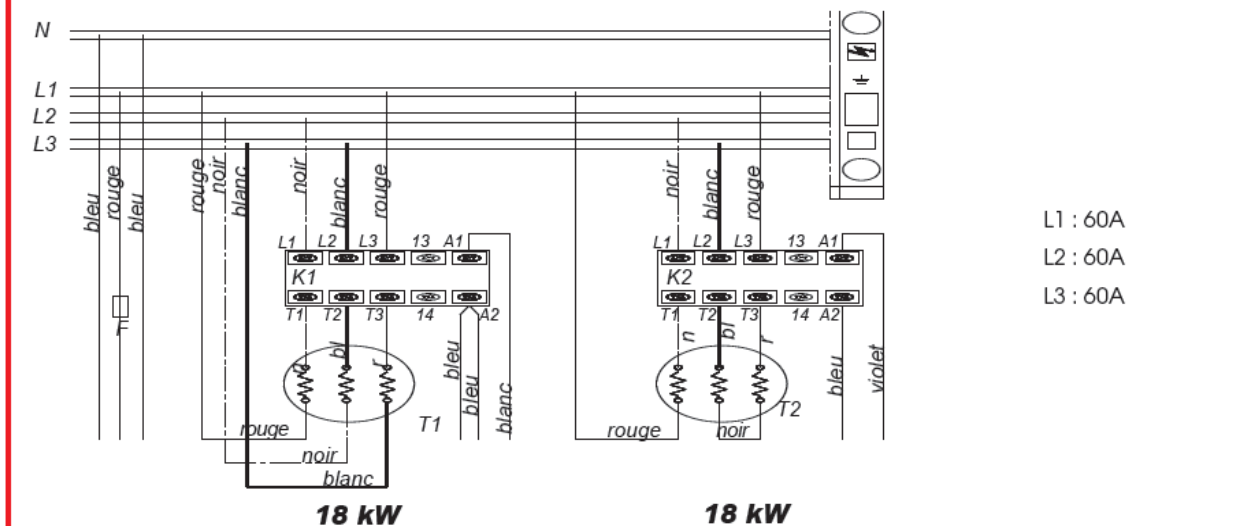 N
L1
L2
L3
bleu
rouge
bleu
rouge
noir
blanc
noir
blanc
rouge
noir
blanc
rouge
L1 L2 L3 13 A1
K1
T1 T2 T3 14 A2
L1 L2 L3 13 A1
K2
T1 T2 T3 14 A2
F
n
bl
r
n
bl
r
T1
T2
bleu
bleu
blanc
bleu
violet
rouge
noir
blanc
rouge
noir
18 kW
18 kW
L1 : 60A
L2 : 60A
L3 : 60A